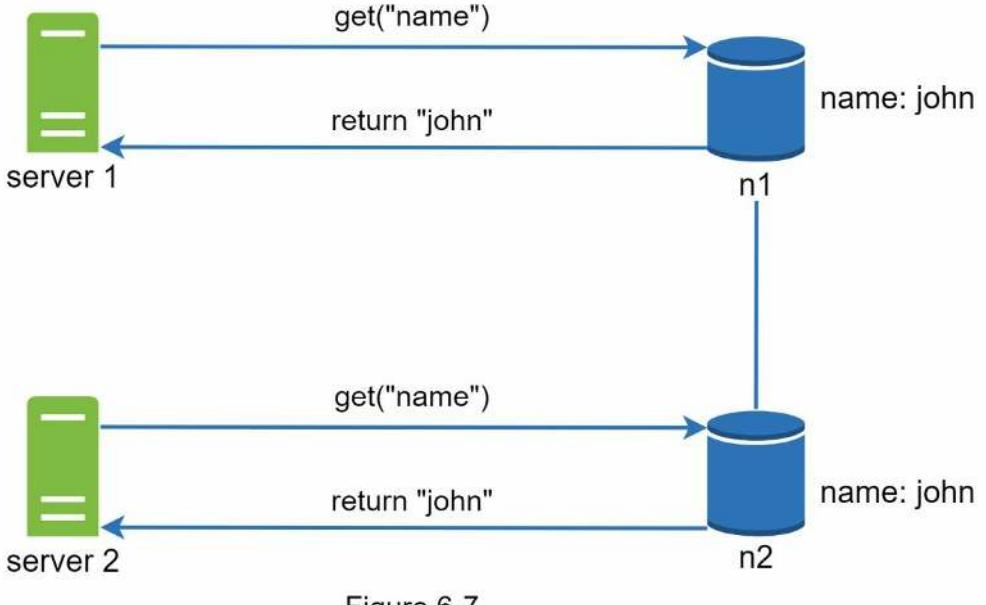 get("name")
name: john
return "john"
server 1
n1
get("name")
name: john
return "john"
server 2
n2
Figure 6-7